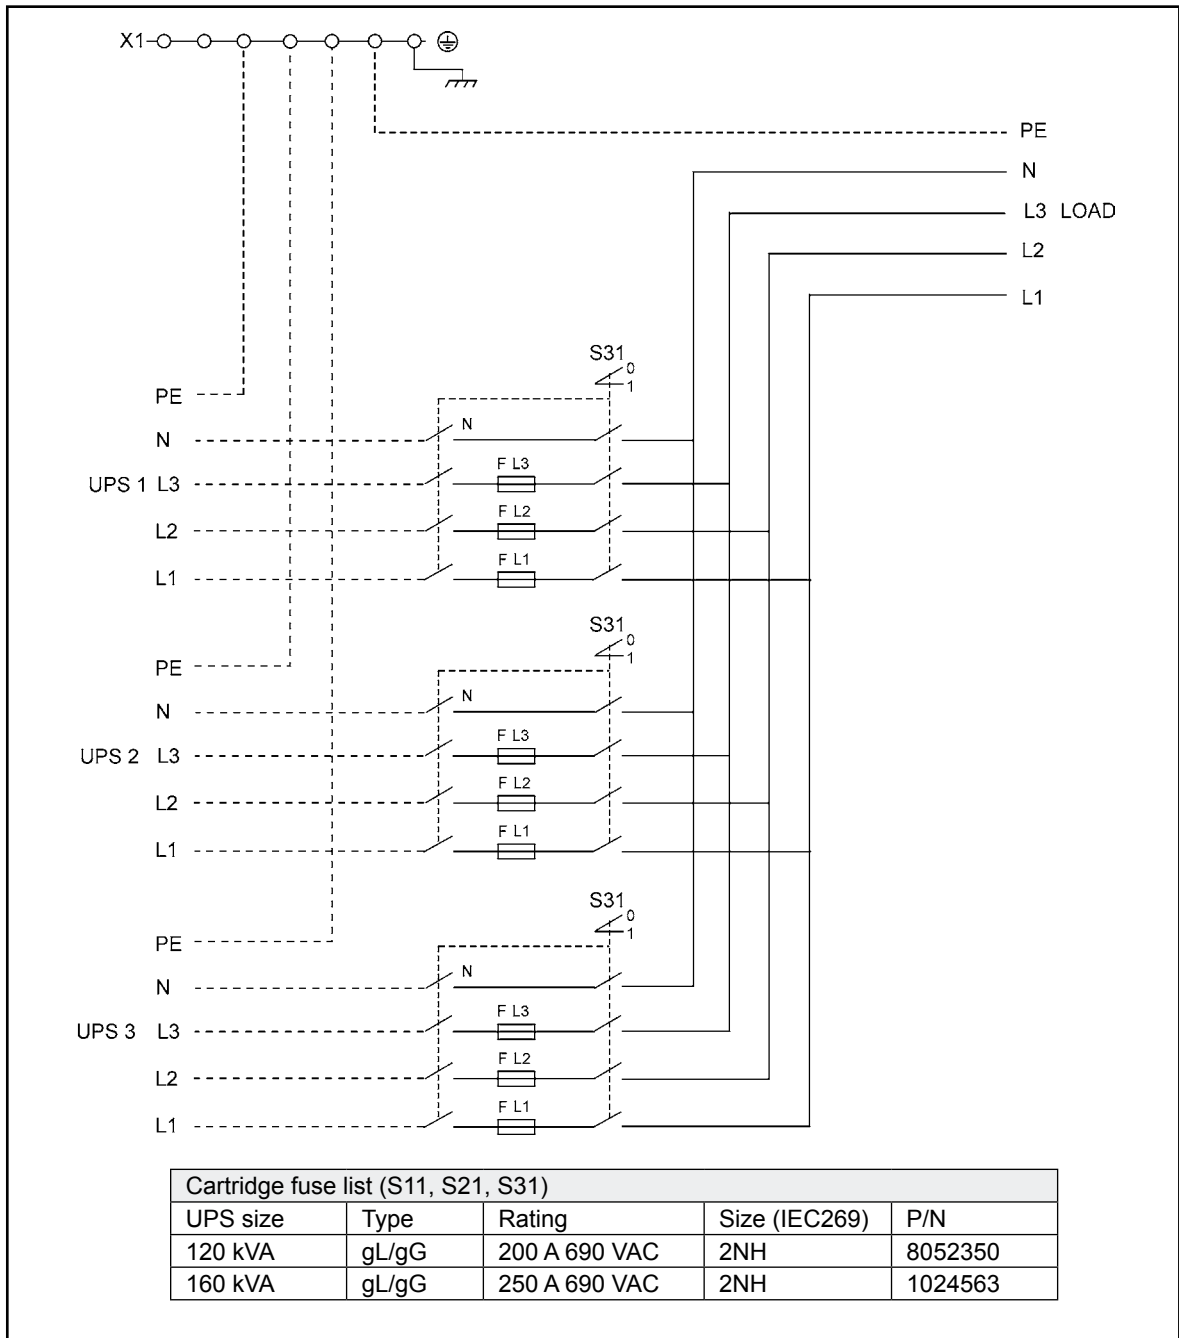 X1
PE
N
L3 LOAD
L2
L1
S31
0
1
PE
N
N
F L3
UPS 1 L3
F L2
L2
F L1
L1
S31
0
1
PE
N
N
F L3
UPS 2 L3
F L2
L2
F L1
L1
S31
0
1
PE
N
N
F L3
UPS 3 L3
F L2
L2
F L1
L1
Cartridge fuse list (S11, S21, S31)
UPS size Type Rating Size (IEC269) P/N
120 kVA gL/gG 200 A 690 VAC 2NH 8052350
160 kVA gL/gG 250 A 690 VAC 2NH 1024563